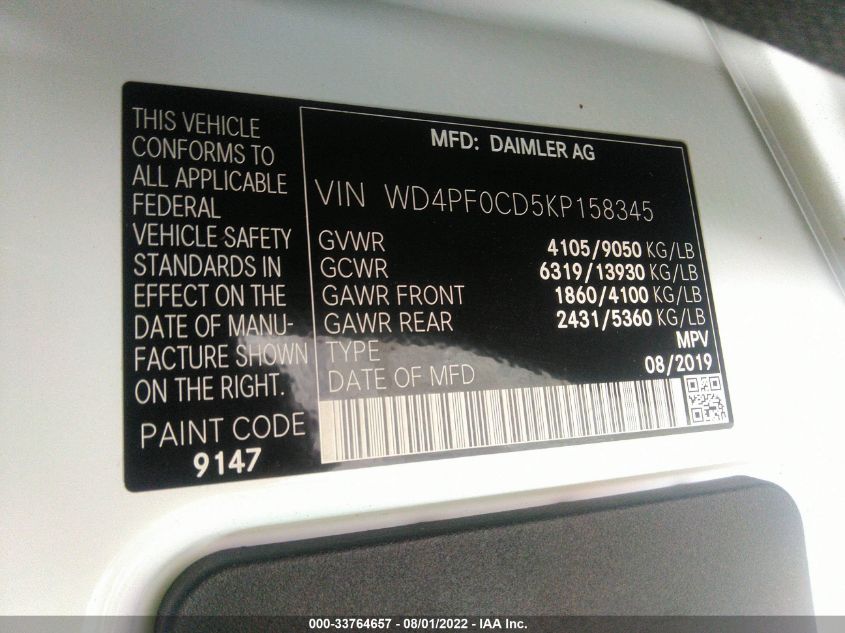 THIS VEHICLE
CONFORMS TO
ALL APPLICABLE
FEDERAL
VEHICLE SAFETY
STANDARDS IN
EFFECT ON THE
DATE OF MANU-
FACTURE SHOWN
ON THE RIGHT.
PAINT CODE
9147
MFD: DAIMLER AG
VIN WD4PF0CD5KP158345
GVWR 4105/9050 KG/LB
GCWR 6319/13930 KG/LB
GAWR FRONT 1860/4100 KG/LB
GAWR REAR 2431/5360 KG/LB
TYPE MPV
DATE OF MFD 08/2019
000-33764657 - 08/01/2022 - IAA Inc.